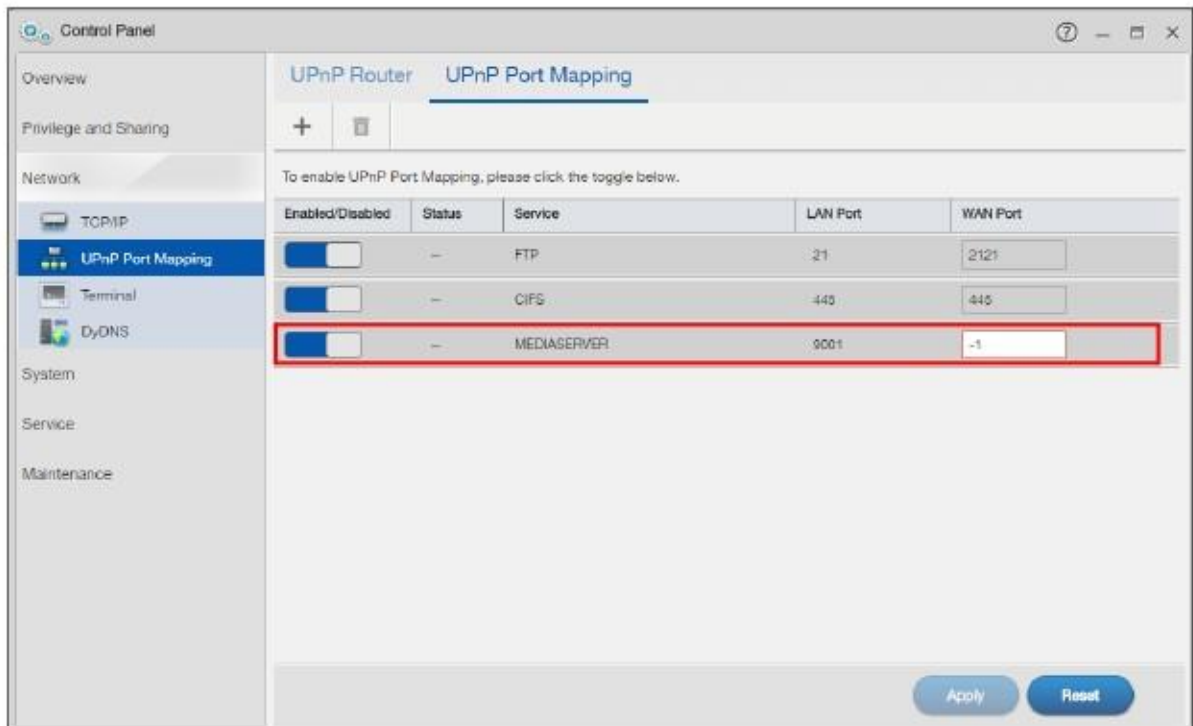 Control Panel
Overview
Privilege and Sharing
Network
TCP/IP
UPnP Port Mapping
Terminal
DyDNS
System
Service
Maintenance
UPnP Router UPnP Port Mapping
To enable UPnP Port Mapping, please click the toggle below.
Enabled/Disabled Status Service LAN Port WAN Port
-- FTP 21 2121
-- CIFS 445 445
-- MEDIASERVER 9001 -1
Apply Reset